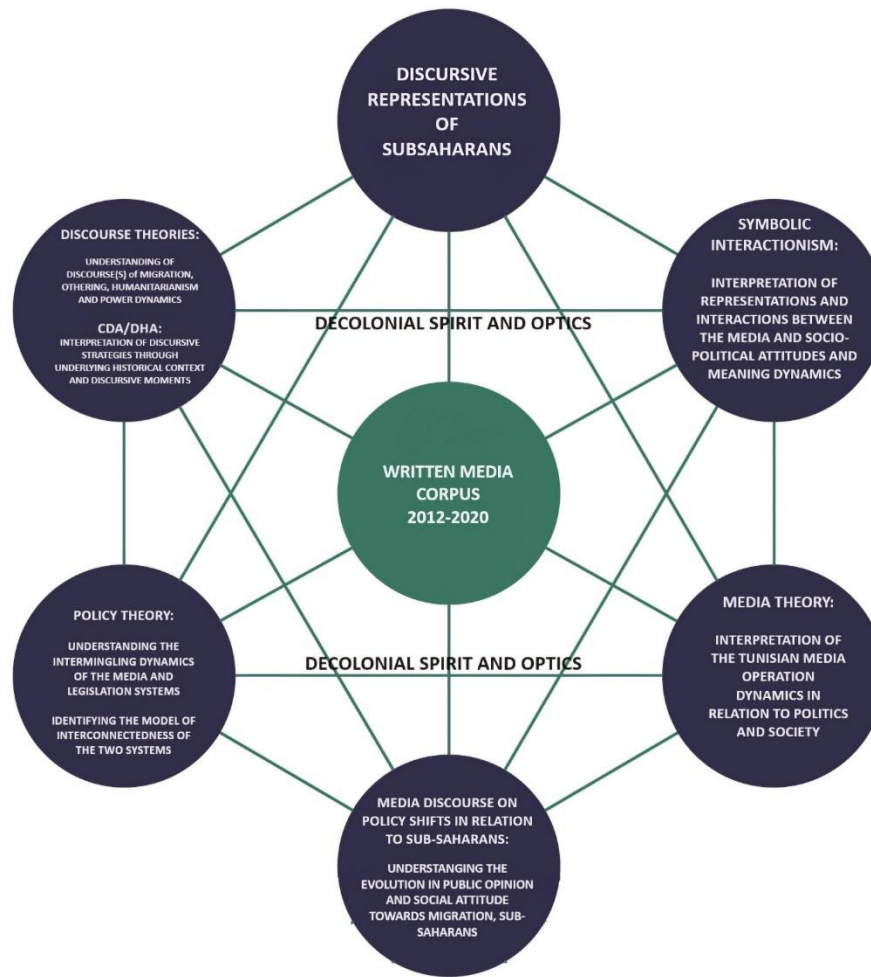 DISCURSIVE
REPRESENTATIONS
OF
SUBSAHARANS
DISCOURSE THEORIES:
UNDERSTANDING OF
DISCOURSE(S) of MIGRATION,
OTHERING, HUMANITARIANISM
AND POWER DYNAMICS
CDA/DHA:
INTERPRETATION OF DISCURSIVE
STRATEGIES THROUGH
UNDERLYING HISTORICAL CONTEXT
AND DISCURSIVE MOMENTS
SYMBOLIC
INTERACTIONISM:
INTERPRETATION OF
REPRESENTATIONS AND
INTERACTIONS BETWEEN
THE MEDIA AND SOCIO-
POLITICAL ATTITUDES AND
MEANING DYNAMICS
DECOLONIAL SPIRIT AND OPTICS
WRITTEN MEDIA
CORPUS
2012-2020
DECOLONIAL SPIRIT AND OPTICS
POLICY THEORY:
UNDERSTANDING THE
INTERMINGLING DYNAMICS
OF THE MEDIA AND
LEGISLATION SYSTEMS
IDENTIFYING THE MODEL OF
INTERCONNECTEDNESS OF
THE TWO SYSTEMS
MEDIA THEORY:
INTERPRETATION OF
THE TUNISIAN MEDIA
OPERATION
DYNAMICS IN
RELATION TO POLITICS
AND SOCIETY
MEDIA DISCOURSE ON
POLICY SHIFTS IN RELATION
TO SUB-SAHARANS:
UNDERSTANGING THE
EVOLUTION IN PUBLIC OPINION
AND SOCIAL ATTITUDE
TOWARDS MIGRATION, SUB-
SAHARANS